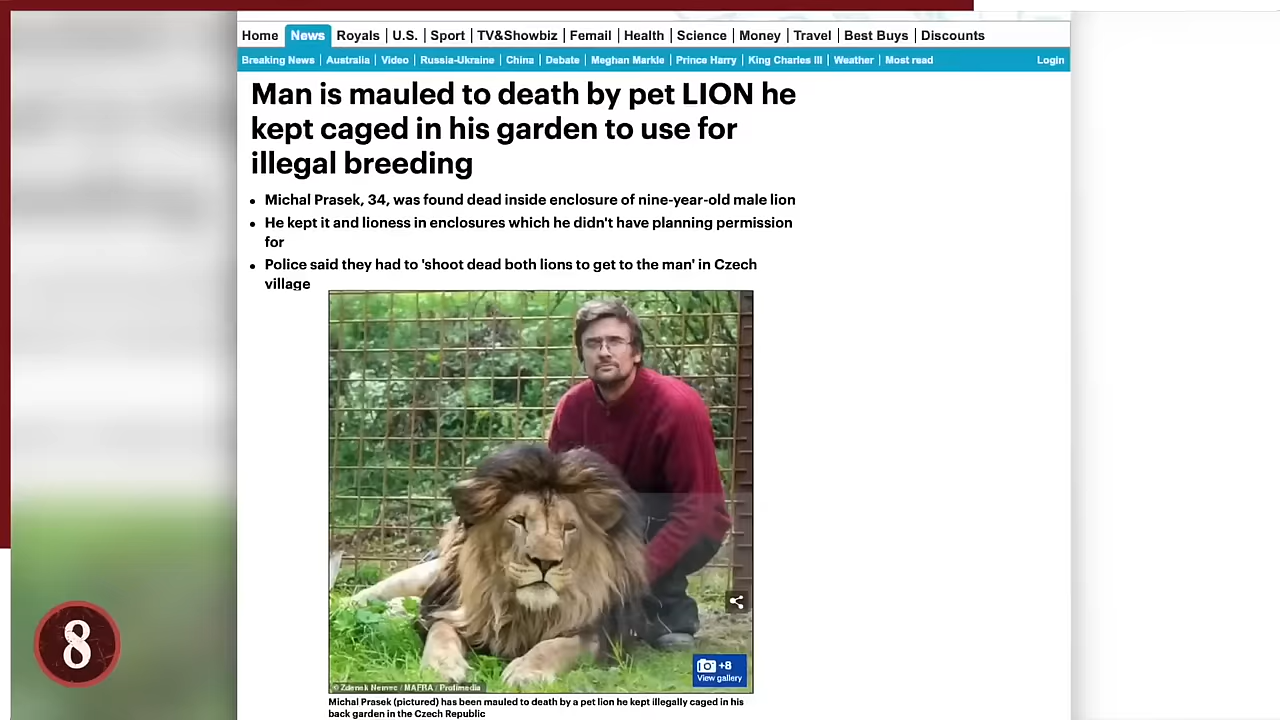 Home News Royals U.S. Sport TV&Showbiz Femail Health Science Money Travel Best Buys Discounts
Breaking News Australia Video Russia-Ukraine China Debate Meghan Markle Prince Harry King Charles III Weather Most read Login
Man is mauled to death by pet LION he
kept caged in his garden to use for
illegal breeding
• Michal Prasek, 34, was found dead inside enclosure of nine-year-old male lion
• He kept it and lioness in enclosures which he didn't have planning permission
for
• Police said they had to 'shoot dead both lions to get to the man' in Czech
village
+8
View gallery
© Zdenek Nemec / MAFRA / Profimedia
Michal Prasek (pictured) has been mauled to death by a pet lion he kept illegally caged in his
back garden in the Czech Republic
8